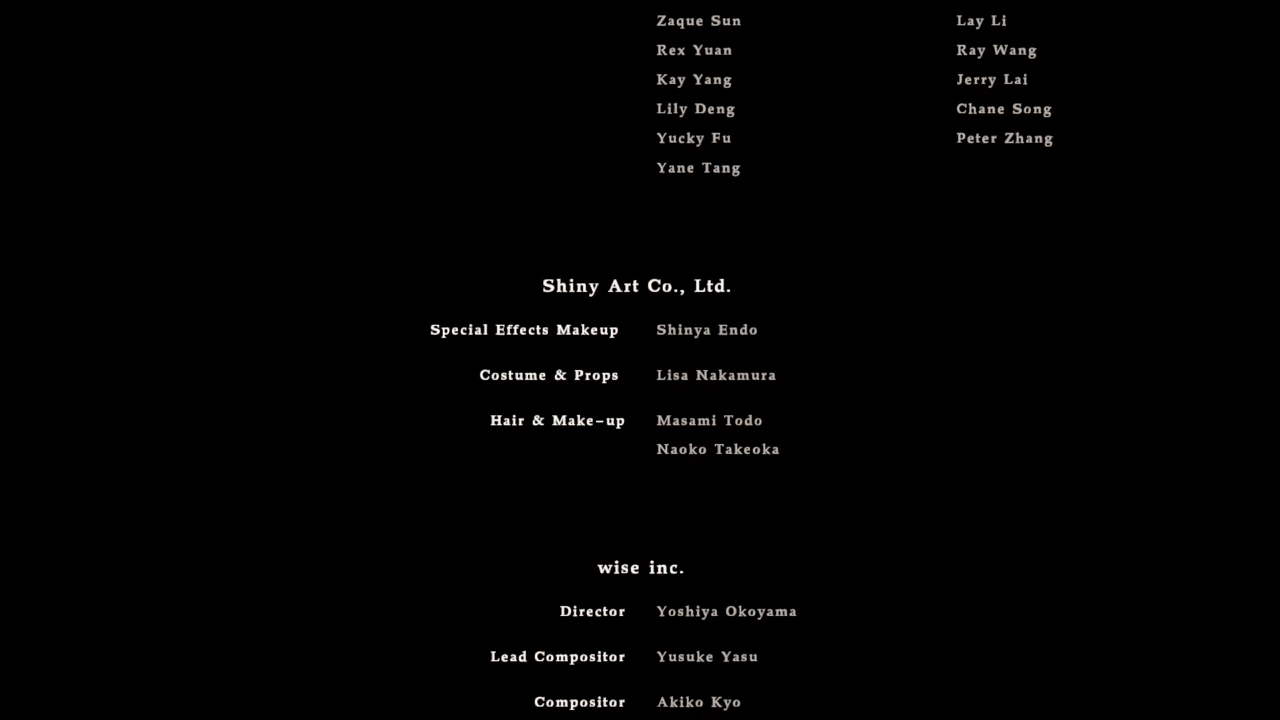 Zaque Sun Lay Li
Rex Yuan Ray Wang
Kay Yang Jerry Lai
Lily Deng Chane Song
Yucky Fu Peter Zhang
Yane Tang
Shiny Art Co., Ltd.
Special Effects Makeup Shinya Endo
Costume & Props Lisa Nakamura
Hair & Make-up Masami Todo
Naoko Takeoka
wise inc.
Director Yoshiya Okoyama
Lead Compositor Yusuke Yasu
Compositor Akiko Kyo